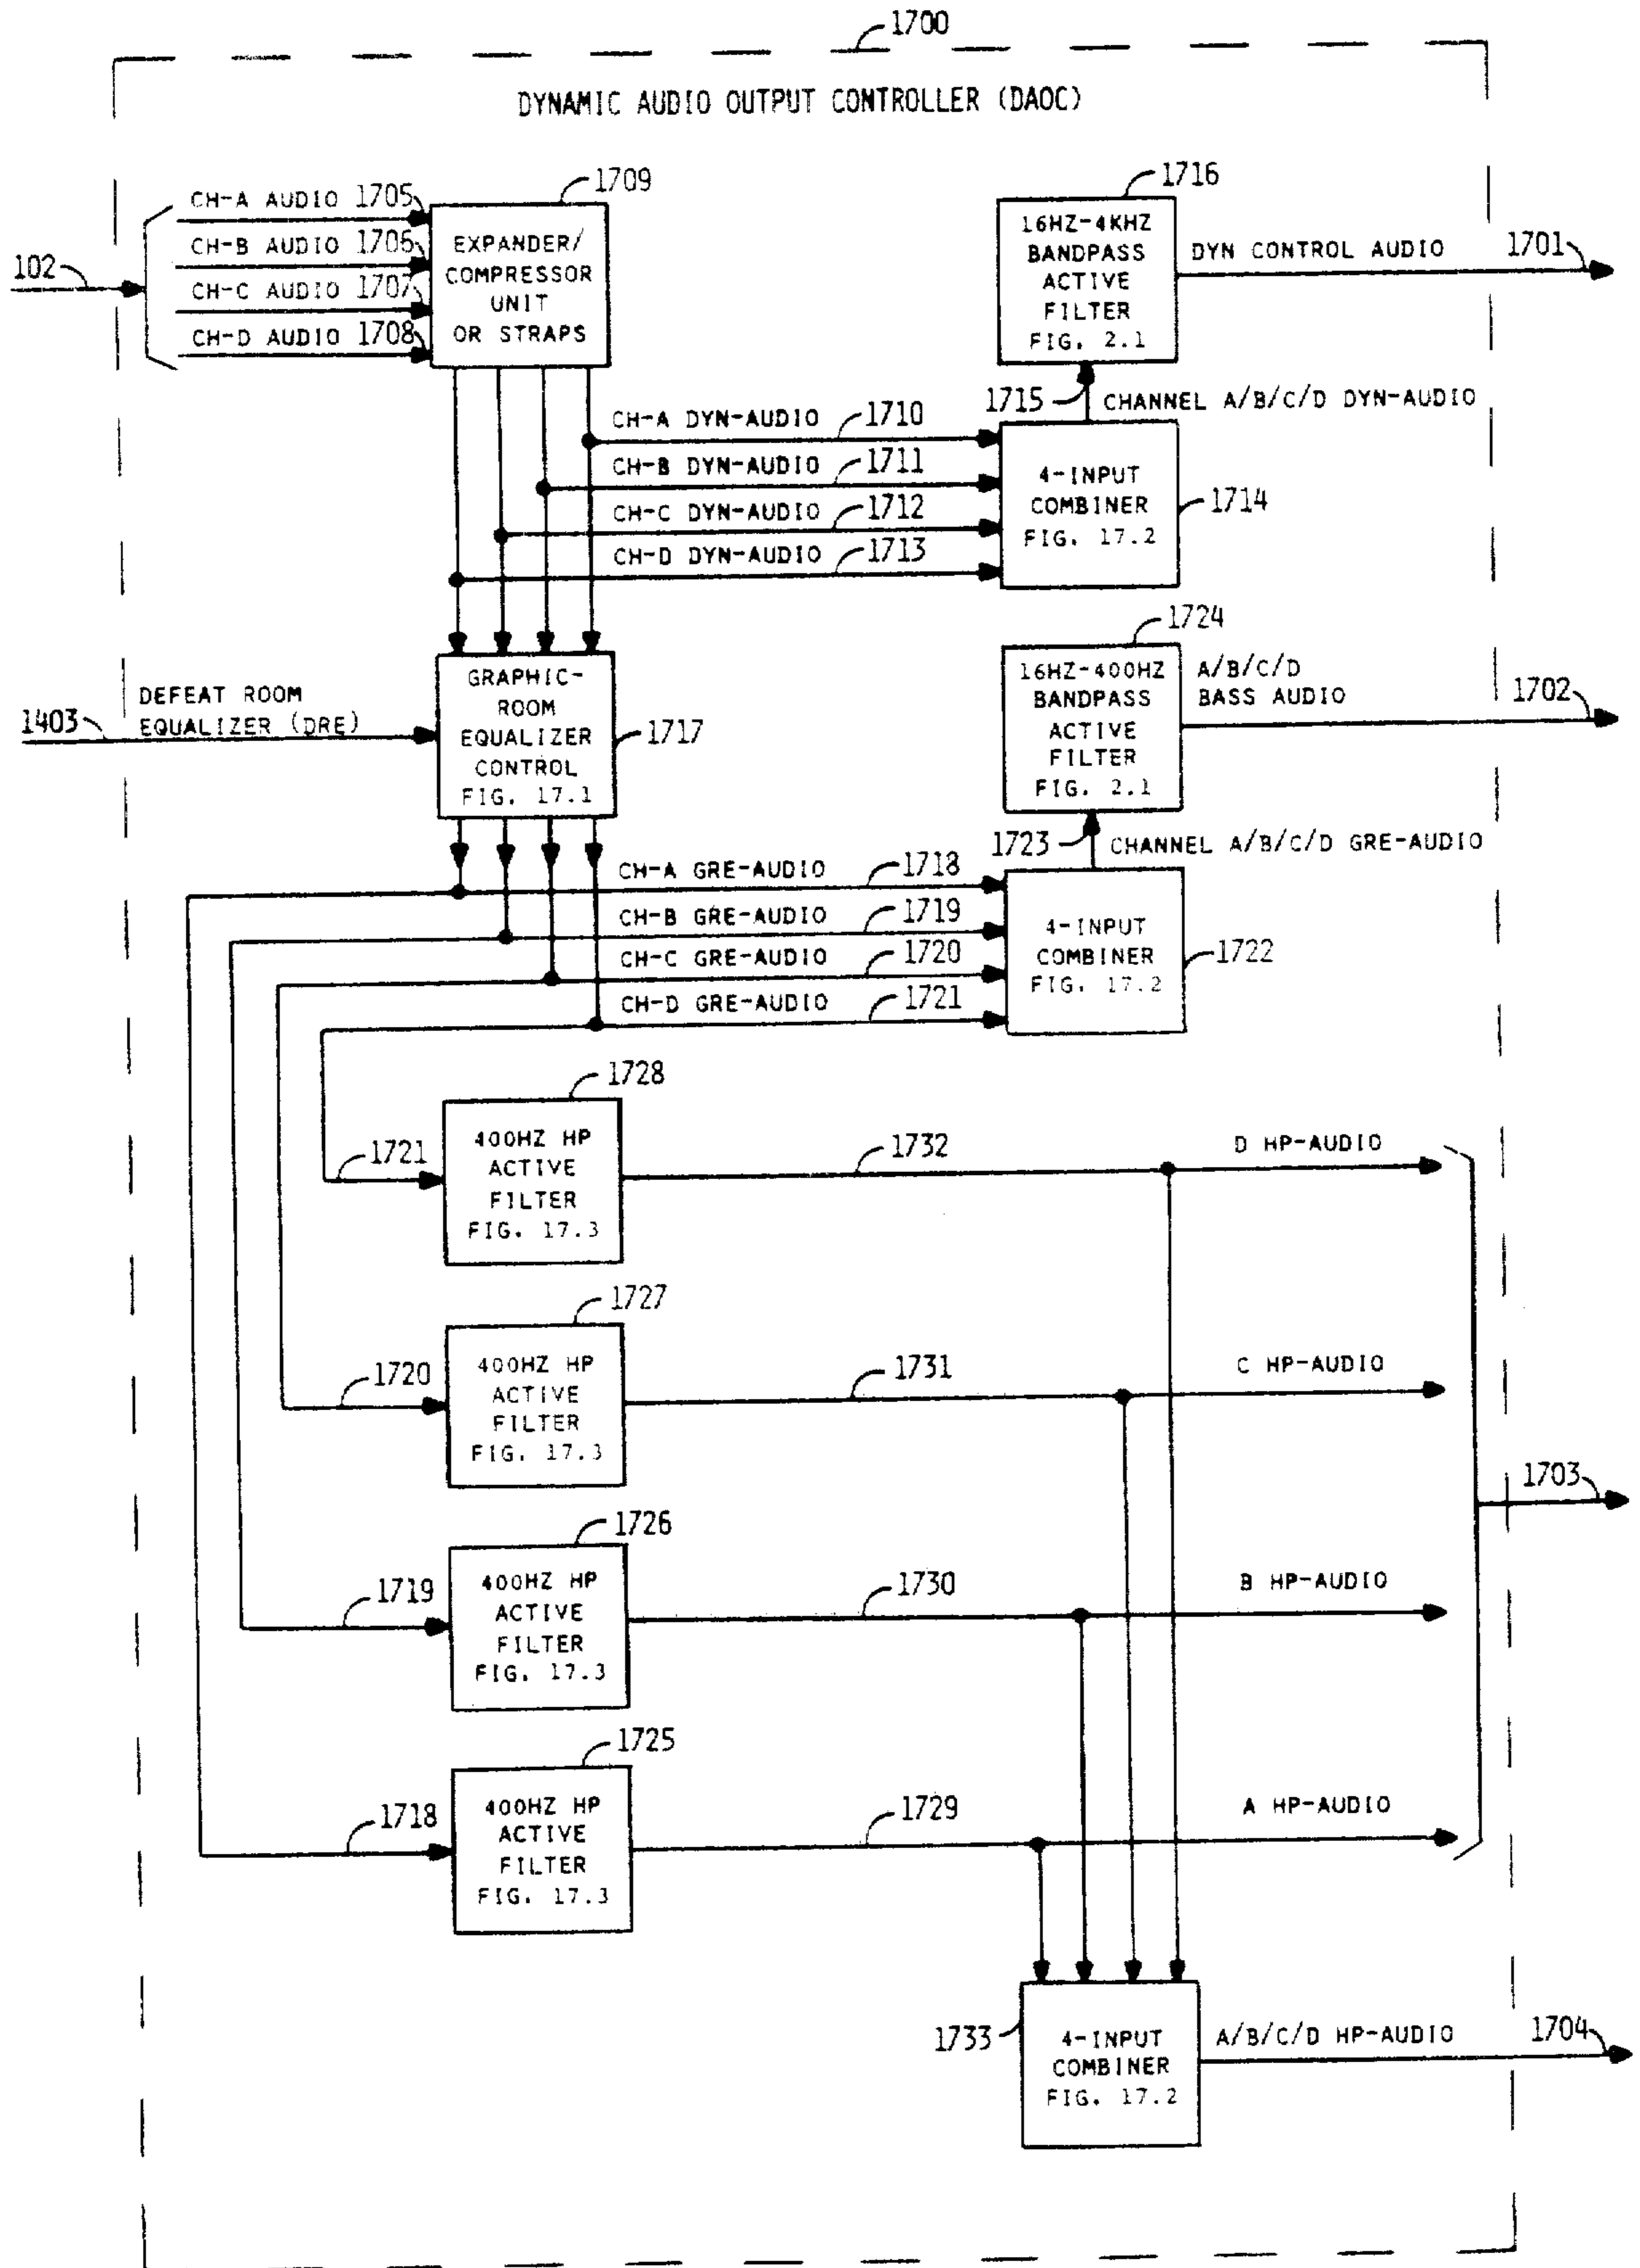 1700
DYNAMIC AUDIO OUTPUT CONTROLLER (DAOC)
102
CH-A AUDIO 1705
CH-B AUDIO 1706
CH-C AUDIO 1707
CH-D AUDIO 1708
1709
EXPANDER/
COMPRESSOR
UNIT
OR STRAPS
1716
16HZ-4KHZ
BANDPASS
ACTIVE
FILTER
FIG. 2.1
DYN CONTROL AUDIO
1701
1715
CHANNEL A/B/C/D DYN-AUDIO
CH-A DYN-AUDIO 1710
CH-B DYN-AUDIO 1711
CH-C DYN-AUDIO 1712
CH-D DYN-AUDIO 1713
4-INPUT
COMBINER
FIG. 17.2
1714
1403
DEFEAT ROOM
EQUALIZER (DRE)
GRAPHIC-
ROOM
EQUALIZER
CONTROL
FIG. 17.1
1717
1724
16HZ-400HZ
BANDPASS
ACTIVE
FILTER
FIG. 2.1
A/B/C/D
BASS AUDIO
1702
1723
CHANNEL A/B/C/D GRE-AUDIO
CH-A GRE-AUDIO 1718
CH-B GRE-AUDIO 1719
CH-C GRE-AUDIO 1720
CH-D GRE-AUDIO 1721
4-INPUT
COMBINER
FIG. 17.2
1722
1728
1721
400HZ HP
ACTIVE
FILTER
FIG. 17.3
1732
D HP-AUDIO
1727
1720
400HZ HP
ACTIVE
FILTER
FIG. 17.3
1731
C HP-AUDIO
1703
1726
1719
400HZ HP
ACTIVE
FILTER
FIG. 17.3
1730
B HP-AUDIO
1725
1718
400HZ HP
ACTIVE
FILTER
FIG. 17.3
1729
A HP-AUDIO
1733
4-INPUT
COMBINER
FIG. 17.2
A/B/C/D HP-AUDIO
1704